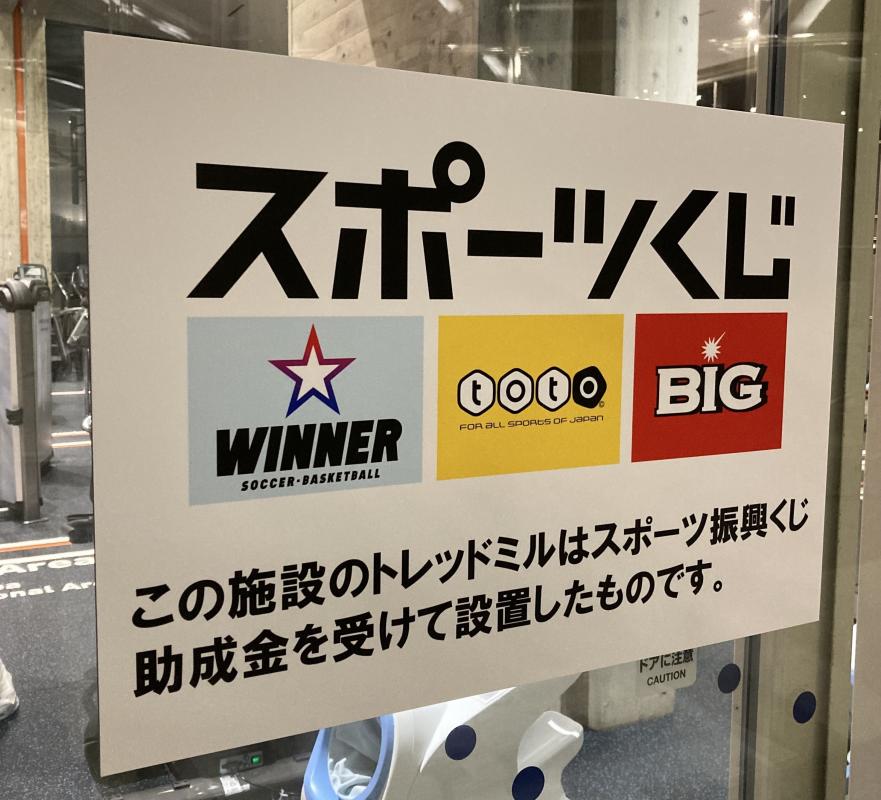 スポーツくじ
WINNER
SOCCER・BASKETBALL
toto
FOR ALL SPORTS OF JAPAN
BIG
この施設のトレッドミルはスポーツ振興くじ
助成金を受けて設置したものです。
ドアに注意
CAUTION